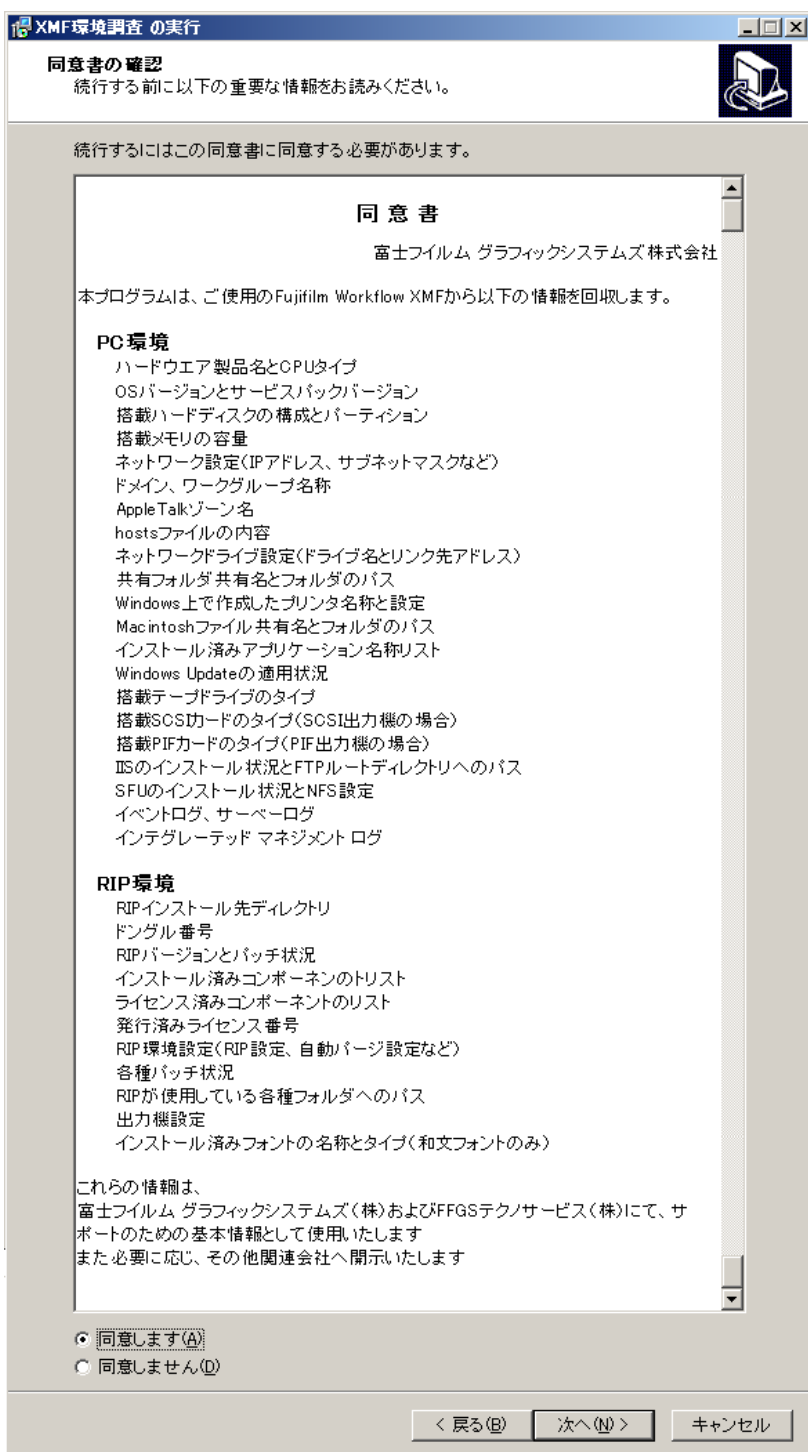 XMF環境調査 の実行
同意書の確認
続行する前に以下の重要な情報をお読みください。
続行するにはこの同意書に同意する必要があります。
同 意 書
富士フイルム グラフィックシステムズ株式会社
本プログラムは、ご使用のFujifilm Workflow XMFから以下の情報を回収します。
PC環境
ハードウエア製品名とCPUタイプ
OSバージョンとサービスパックバージョン
搭載ハードディスクの構成とパーティション
搭載メモリの容量
ネットワーク設定(IPアドレス、サブネットマスクなど)
ドメイン、ワークグループ名称
AppleTalkゾーン名
hostsファイルの内容
ネットワークドライブ設定(ドライブ名とリンク先アドレス)
共有フォルダ共有名とフォルダのパス
Windows上で作成したプリンタ名称と設定
Macintoshファイル共有名とフォルダのパス
インストール済みアプリケーション名称リスト
Windows Updateの適用状況
搭載テープドライブのタイプ
搭載SCSIカードのタイプ(SCSI出力機の場合)
搭載PIFカードのタイプ(PIF出力機の場合)
IISのインストール状況とFTPルートディレクトリへのパス
SFUのインストール状況とNFS設定
イベントログ、サーベーログ
インテグレーテッド マネジメント ログ
RIP環境
RIPインストール先ディレクトリ
ドングル番号
RIPバージョンとパッチ状況
インストール済みコンポーネンのトリスト
ライセンス済みコンポーネントのリスト
発行済みライセンス番号
RIP環境設定(RIP設定、自動パージ設定など)
各種パッチ状況
RIPが使用している各種フォルダへのパス
出力機設定
インストール済みフォントの名称とタイプ(和文フォントのみ)
これらの情報は、
富士フイルム グラフィックシステムズ(株)およびFFGSテクノサービス(株)にて、サ
ポートのための基本情報として使用いたします
また必要に応じ、その他関連会社へ開示いたします
同意します(A)
同意しません(D)
< 戻る(B)
次へ(N) >
キャンセル